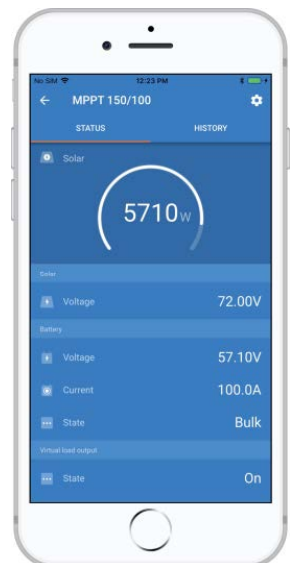 No SIM 12:23 PM
← MPPT 150/100
STATUS HISTORY
Solar
5710W
Solar
Voltage 72.00V
Battery
Voltage 57.10V
Current 100.0A
State Bulk
Virtual load output
State On